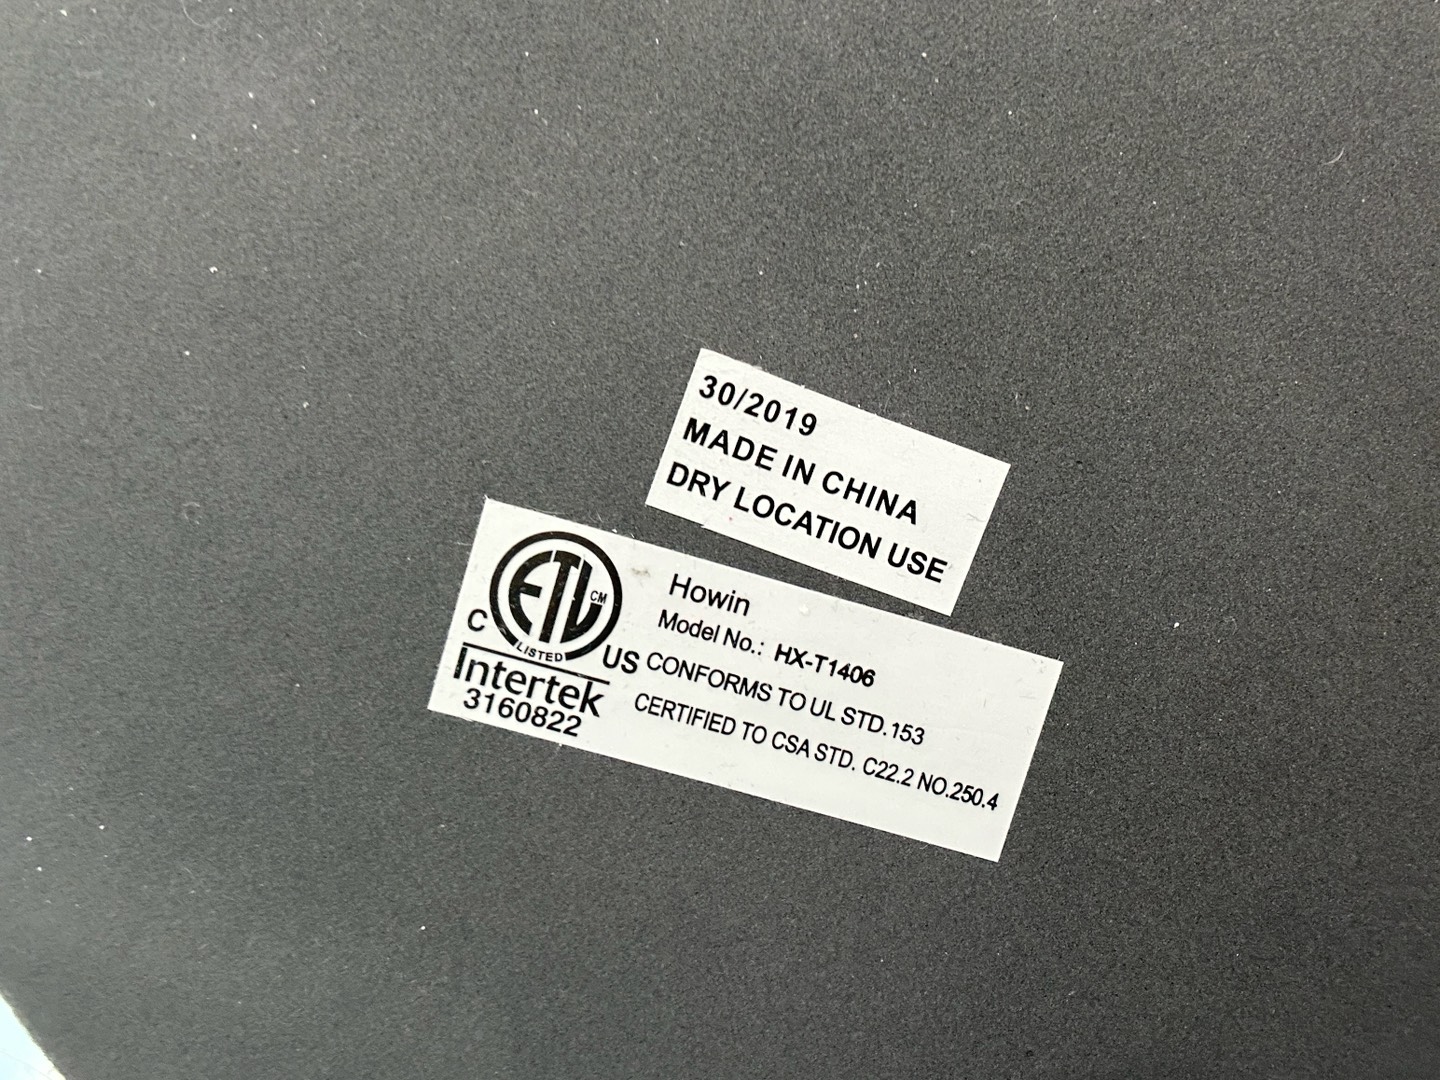 30/2019
MADE IN CHINA
DRY LOCATION USE
ETL CM
LISTED
C US
Intertek
3160822
Howin
Model No.: HX-T1406
CONFORMS TO UL STD.153
CERTIFIED TO CSA STD. C22.2 NO.250.4